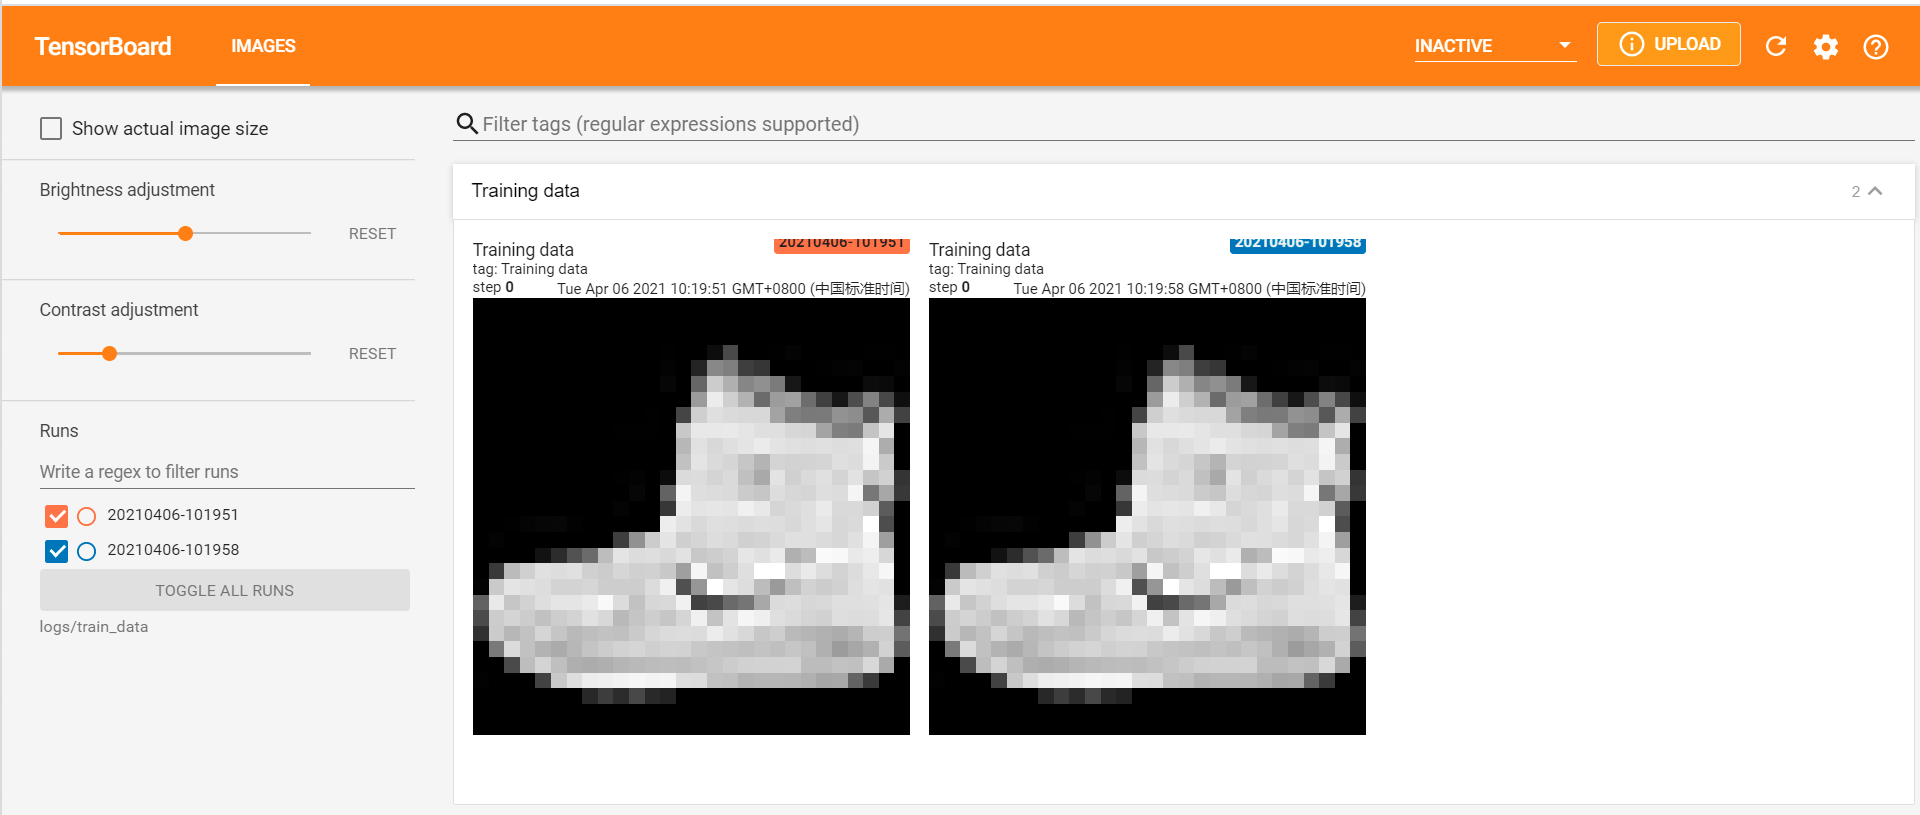 TensorBoard
IMAGES
INACTIVE
UPLOAD
Show actual image size
Brightness adjustment
RESET
Contrast adjustment
RESET
Runs
Write a regex to filter runs
20210406-101951
20210406-101958
TOGGLE ALL RUNS
logs/train_data
Filter tags (regular expressions supported)
Training data
2
Training data
20210406-101951
tag: Training data
step 0
Tue Apr 06 2021 10:19:51 GMT+0800 (中国标准时间)
Training data
20210406-101958
tag: Training data
step 0
Tue Apr 06 2021 10:19:58 GMT+0800 (中国标准时间)